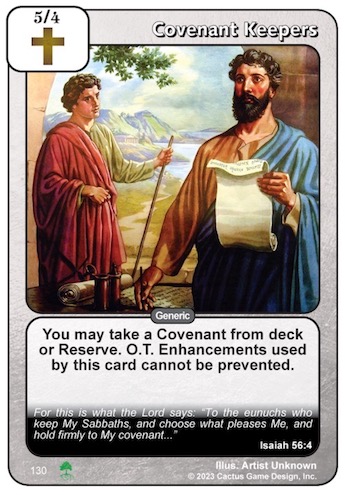 5/4
Covenant Keepers
Generic
You may take a Covenant from deck
or Reserve. O.T. Enhancements used
by this card cannot be prevented.
For this is what the Lord says: "To the eunuchs who
keep My Sabbaths, and choose what pleases Me, and
hold firmly to My covenant..."
Isaiah 56:4
Illus. Artist Unknown
130
© 2023 Cactus Game Design, Inc.